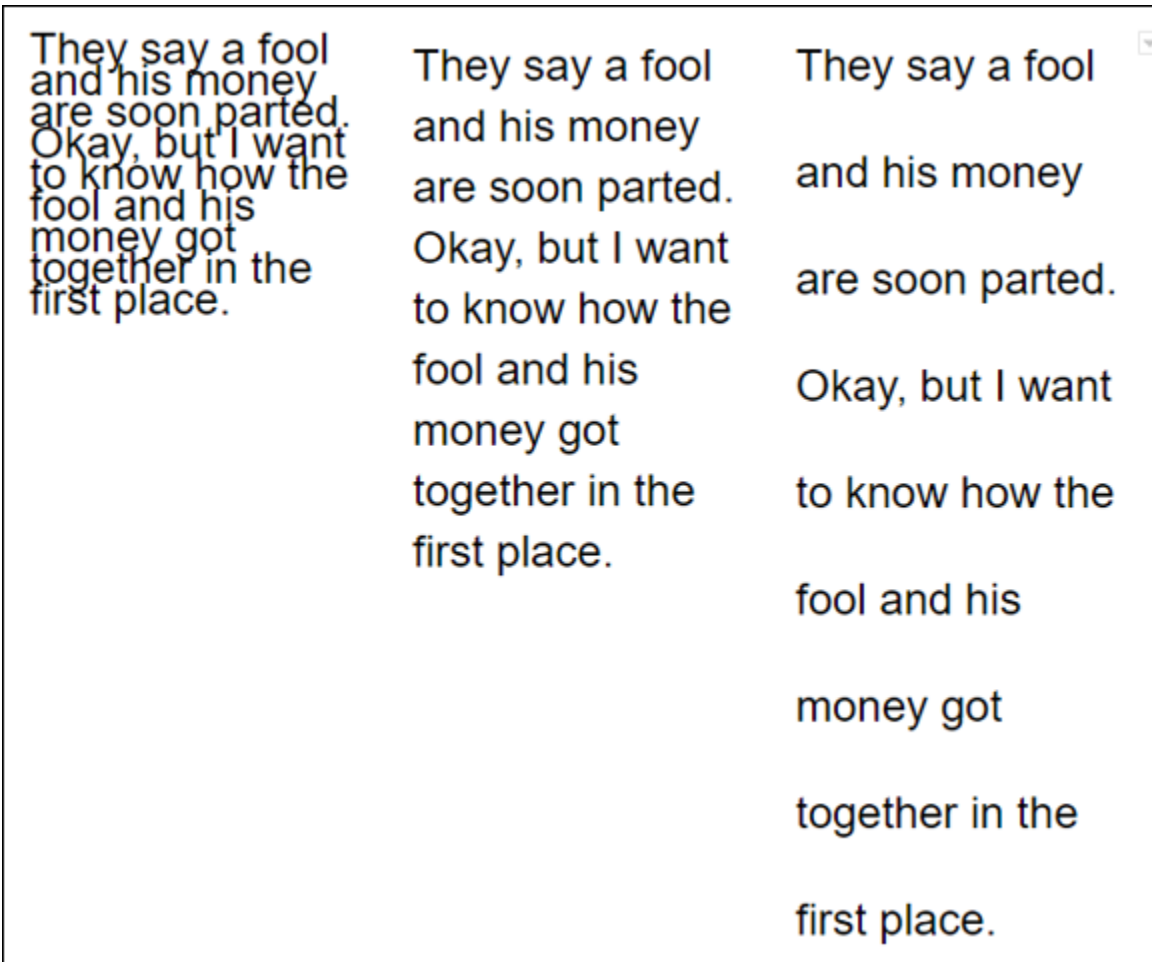 They say a fool
and his money
are soon parted.
Okay, but I want
to know how the
fool and his
money got
together in the
first place.
They say a fool
and his money
are soon parted.
Okay, but I want
to know how the
fool and his
money got
together in the
first place.
They say a fool
and his money
are soon parted.
Okay, but I want
to know how the
fool and his
money got
together in the
first place.